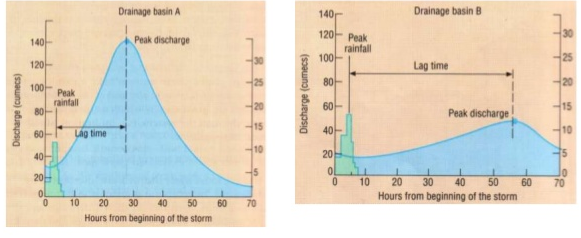 Drainage basin A
140
120
100
80
60
40
20
0
Discharge (cumecs)
Peak discharge
Peak
rainfall
Lag time
30
25
20
15
10
5
0 10 20 30 40 50 60 70
Hours from beginning of the storm
Drainage basin B
140
120
100
80
60
40
20
0
Discharge (cumecs)
Peak
rainfall
Lag time
Peak discharge
30
25
20
15
10
5
0
0 10 20 30 40 50 60 70
Hours from beginning of the storm